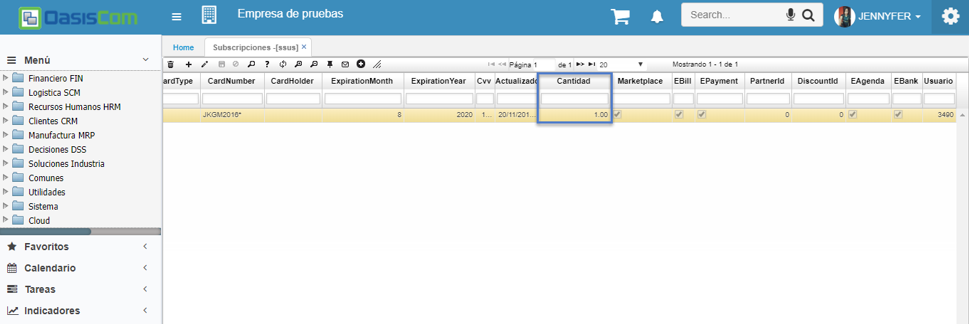 OasisCom
Empresa de pruebas
Search...
JENNYFER
Menú
Financiero FIN
Logistica SCM
Recursos Humanos HRM
Clientes CRM
Manufactura MRP
Decisiones DSS
Soluciones Industria
Comunes
Utilidades
Sistema
Cloud
Favoritos
Calendario
Tareas
Indicadores
Home Subscripciones -[ssus] ×
Página 1 de 1 20 Mostrando 1 - 1 de 1
ardType CardNumber CardHolder ExpirationMonth ExpirationYear Cvv Actualizado Cantidad Marketplace EBill EPayment PartnerId DiscountId EAgenda EBank Usuario
JKGM2016* 8 2020 1... 20/11/201... 1.00 0 0 3490